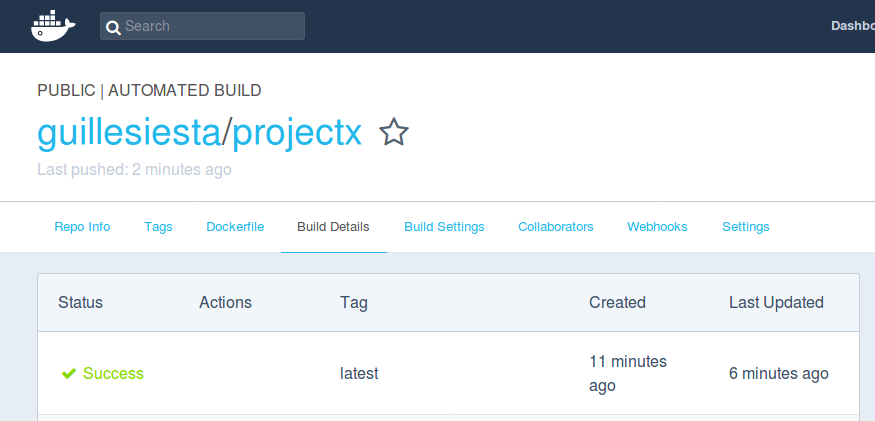 Search
Dashbo
PUBLIC | AUTOMATED BUILD
guillesiesta/projectx
Last pushed: 2 minutes ago
Repo Info Tags Dockerfile Build Details Build Settings Collaborators Webhooks Settings
Status Actions Tag Created Last Updated
Success latest 11 minutes ago 6 minutes ago